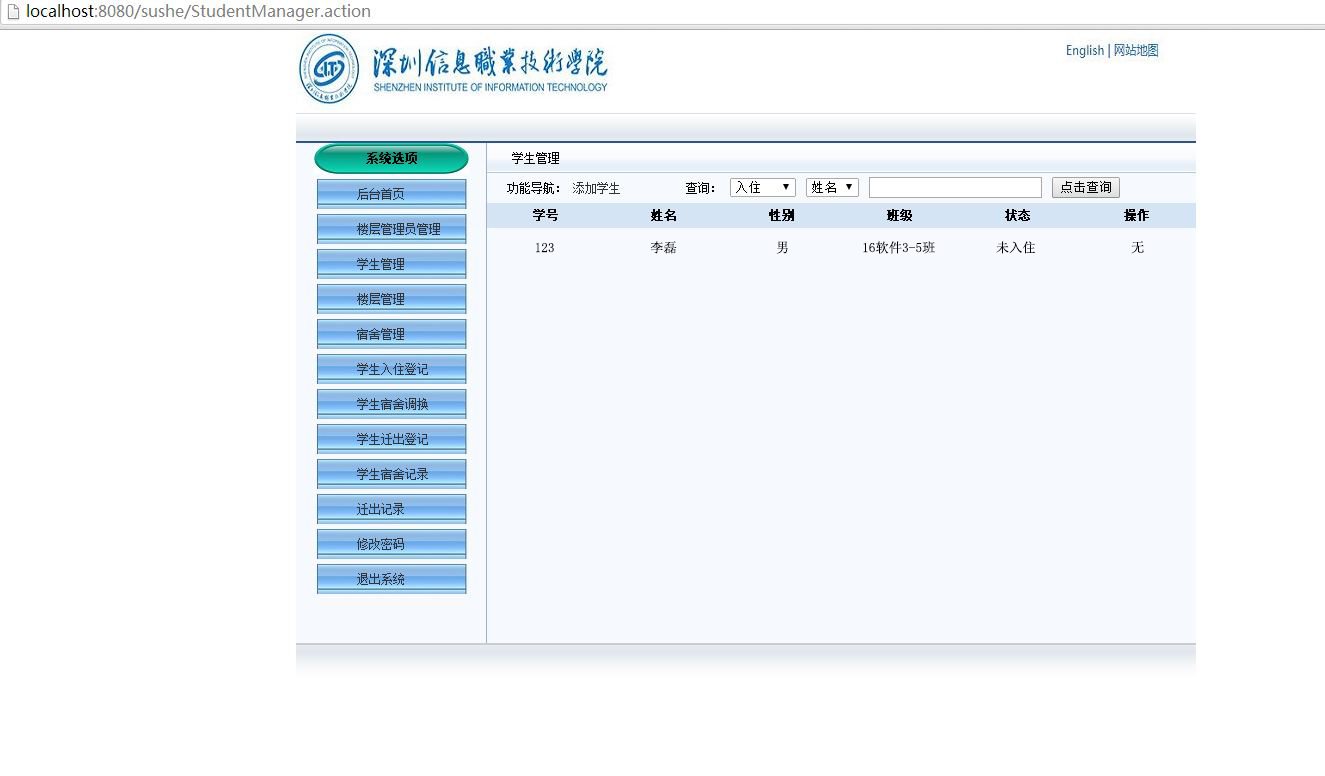 localhost:8080/sushe/StudentManager.action
深圳信息職業技術學院
SHENZHEN INSTITUTE OF INFORMATION TECHNOLOGY
English | 网站地图
系统选项
学生管理
后台首页
功能导航: 添加学生 查询: 入住 姓名 点击查询
学号 姓名 性别 班级 状态 操作
123 李磊 男 16软件3-5班 未入住 无
楼层管理员管理
学生管理
楼层管理
宿舍管理
学生入住登记
学生宿舍调换
学生迁出登记
学生宿舍记录
迁出记录
修改密码
退出系统